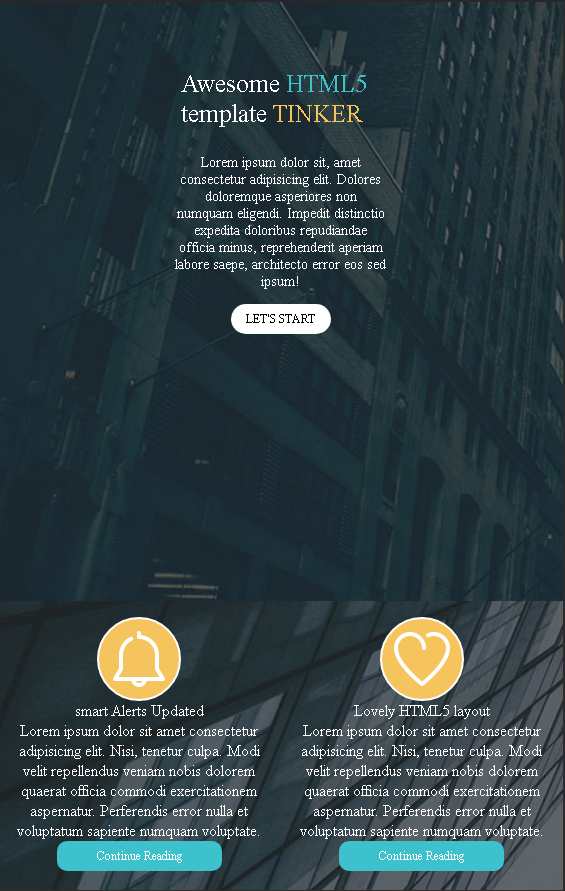 Awesome HTML5
template TINKER
Lorem ipsum dolor sit, amet
consectetur adipisicing elit. Dolores
doloremque asperiores non
numquam eligendi. Impedit distinctio
expedita doloribus repudiandae
officia minus, reprehenderit aperiam
labore saepe, architecto error eos sed
ipsum!
LET'S START
smart Alerts Updated
Lorem ipsum dolor sit amet consectetur
adipisicing elit. Nisi, tenetur culpa. Modi
velit repellendus veniam nobis dolorem
quaerat officia commodi exercitationem
aspernatur. Perferendis error nulla et
voluptatum sapiente numquam voluptate.
Continue Reading
Lovely HTML5 layout
Lorem ipsum dolor sit amet consectetur
adipisicing elit. Nisi, tenetur culpa. Modi
velit repellendus veniam nobis dolorem
quaerat officia commodi exercitationem
aspernatur. Perferendis error nulla et
voluptatum sapiente numquam voluptate.
Continue Reading